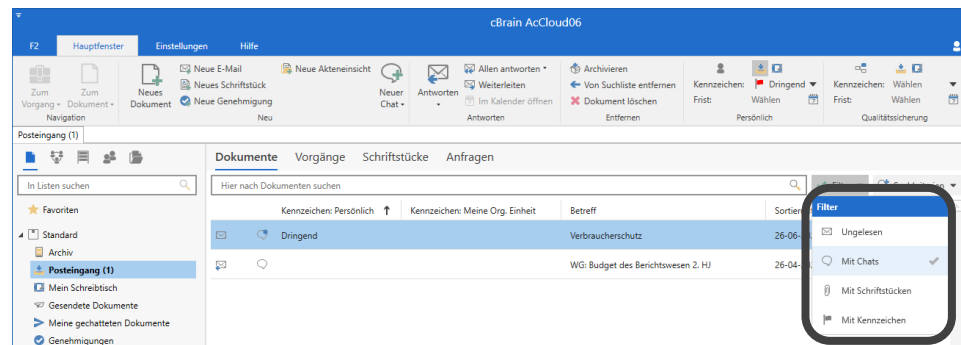 cBrain AcCloud06
F2 Hauptfenster Einstellungen Hilfe
Zum Vorgang
Zum Dokument
Navigation
Neues Dokument
Neue E-Mail
Neues Schriftstück
Neue Genehmigung
Neue Akteneinsicht
Neuer Chat
Neu
Antworten
Allen antworten
Weiterleiten
Im Kalender öffnen
Antworten
Archivieren
Von Suchliste entfernen
Dokument löschen
Entfernen
Kennzeichen: Dringend
Frist: Wählen
Persönlich
Kennzeichen: Wählen
Frist: Wählen
Qualitätssicherung
Posteingang (1)
Dokumente Vorgänge Schriftstücke Anfragen
In Listen suchen
Hier nach Dokumenten suchen
Favoriten
Standard
Archiv
Posteingang (1)
Mein Schreibtisch
Gesendete Dokumente
Meine gechatteten Dokumente
Genehmigungen
Kennzeichen: Persönlich Kennzeichen: Meine Org. Einheit Betreff
Dringend Verbraucherschutz 26-06-
WG: Budget des Berichtswesen 2. HJ 26-04-
Filter
Ungelesen
Mit Chats
Mit Schriftstücken
Mit Kennzeichen